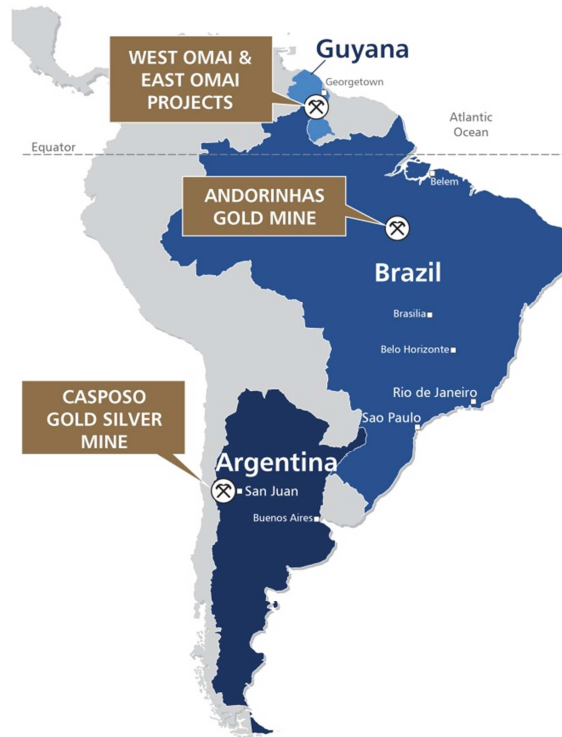 Guyana
WEST OMAI &
EAST OMAI
PROJECTS
Georgetown
Atlantic
Ocean
Equator
Belem
ANDORINHAS
GOLD MINE
Brazil
Brasilia
Belo Horizonte
Rio de Janeiro
Sao Paulo
CASPOSO
GOLD SILVER
MINE
Argentina
San Juan
Buenos Aires